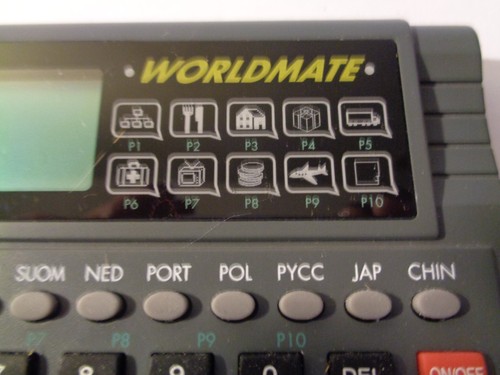 WORLDMATE
P1 P2 P3 P4 P5
P6 P7 P8 P9 P10
SUOM NED PORT POL PYCC JAP CHIN
P7 P8 P9 P10
8 9 0 DEL ON/OFF